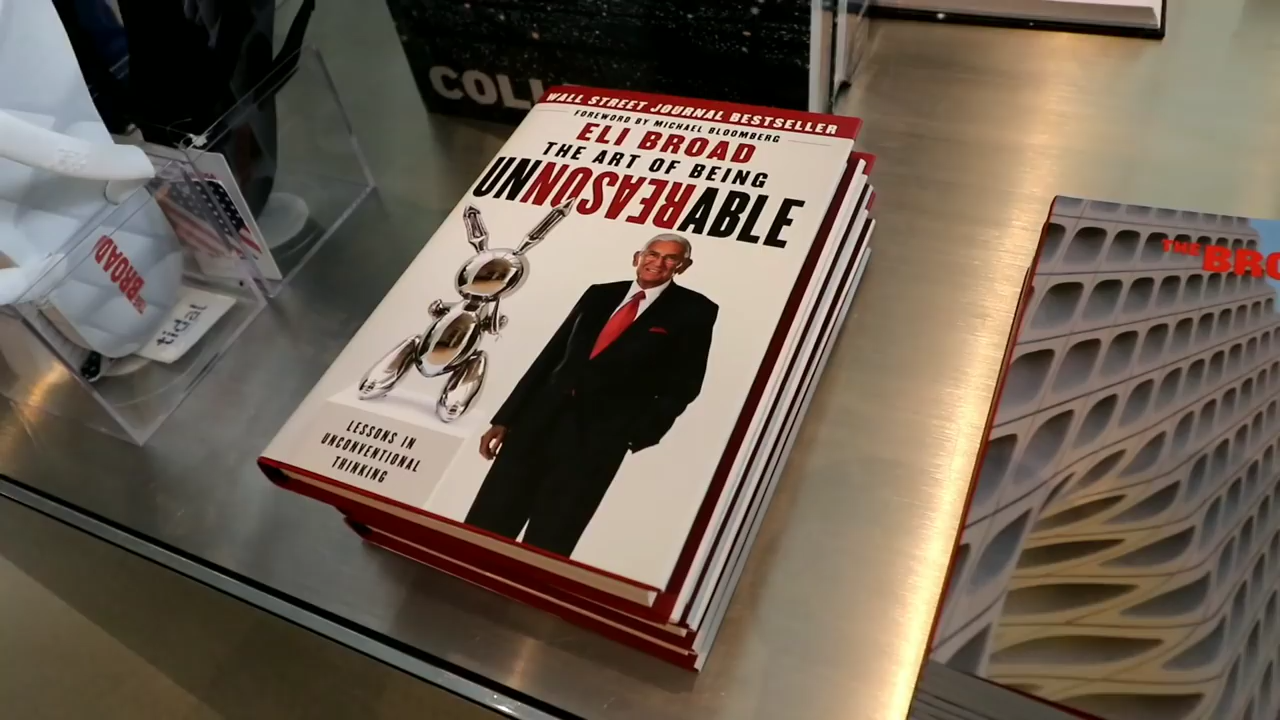 COLL
WALL STREET JOURNAL BESTSELLER
FOREWORD BY MICHAEL BLOOMBERG
ELI BROAD
THE ART OF BEING
UNREASONABLE
LESSONS IN
UNCONVENTIONAL
THINKING
THE BROAD
tidal
THE BRO